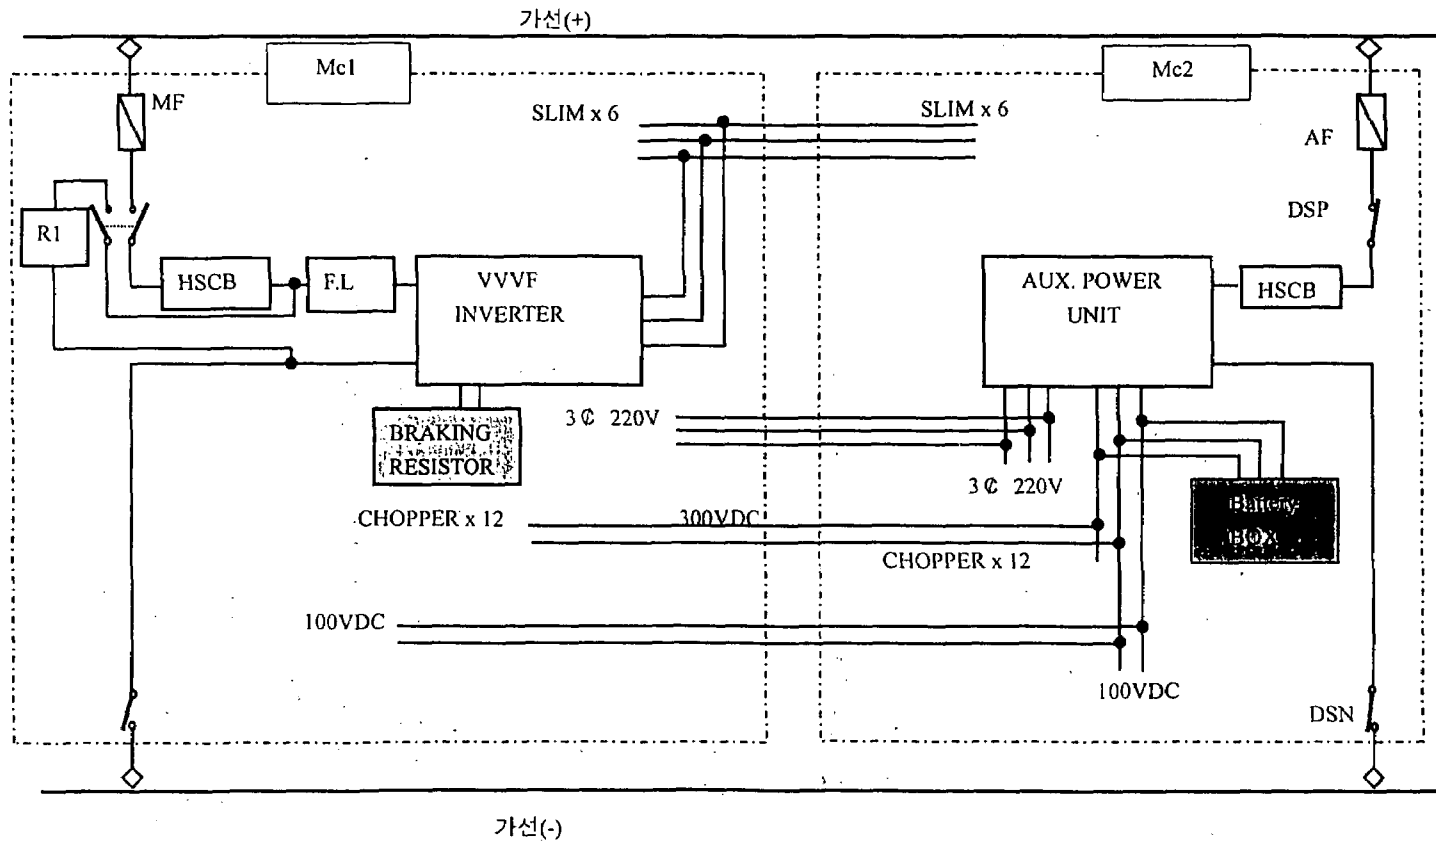 가선(+)
Mc1
Mc2
MF
SLIM x 6
SLIM x 6
AF
DSP
R1
HSCB
F.L
VVVF
INVERTER
AUX. POWER
UNIT
HSCB
3 ₵ 220V
BRAKING
RESISTOR
3 ₵ 220V
CHOPPER x 12
300VDC
Battery
BOX
CHOPPER x 12
100VDC
100VDC
DSN
가선(-)